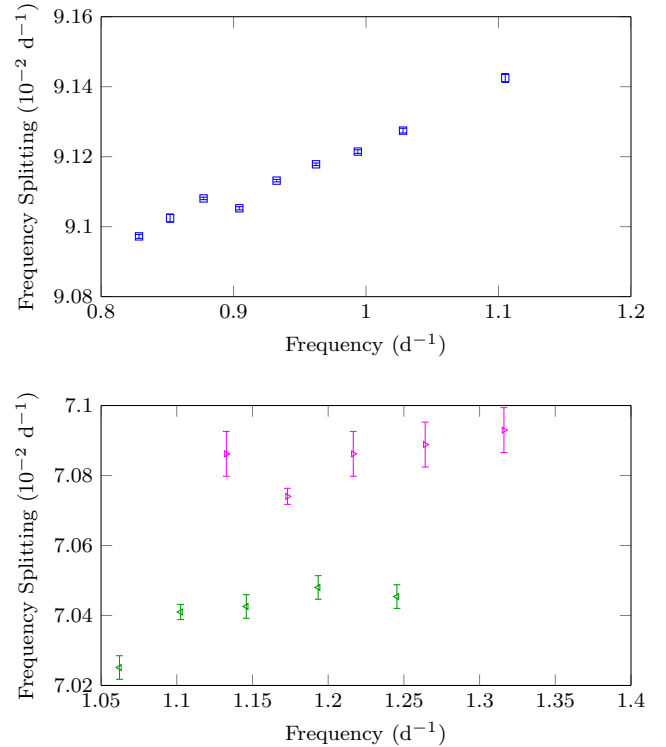 Frequency Splitting (10⁻² d⁻¹)
9.16
9.14
9.12
9.1
9.08
0.8 0.9 1 1.1 1.2
Frequency (d⁻¹)
Frequency Splitting (10⁻² d⁻¹)
7.1
7.08
7.06
7.04
7.02
1.05 1.1 1.15 1.2 1.25 1.3 1.35 1.4
Frequency (d⁻¹)